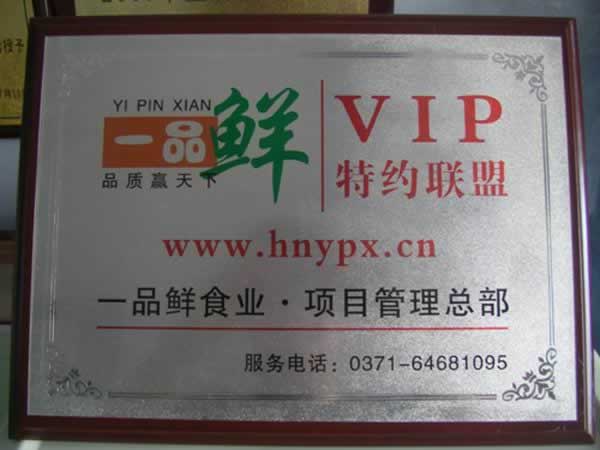 YI PIN XIAN
一品鲜
品质赢天下
VIP
特约联盟
www.hnypx.cn
一品鲜食业·项目管理总部
服务电话：0371-64681095